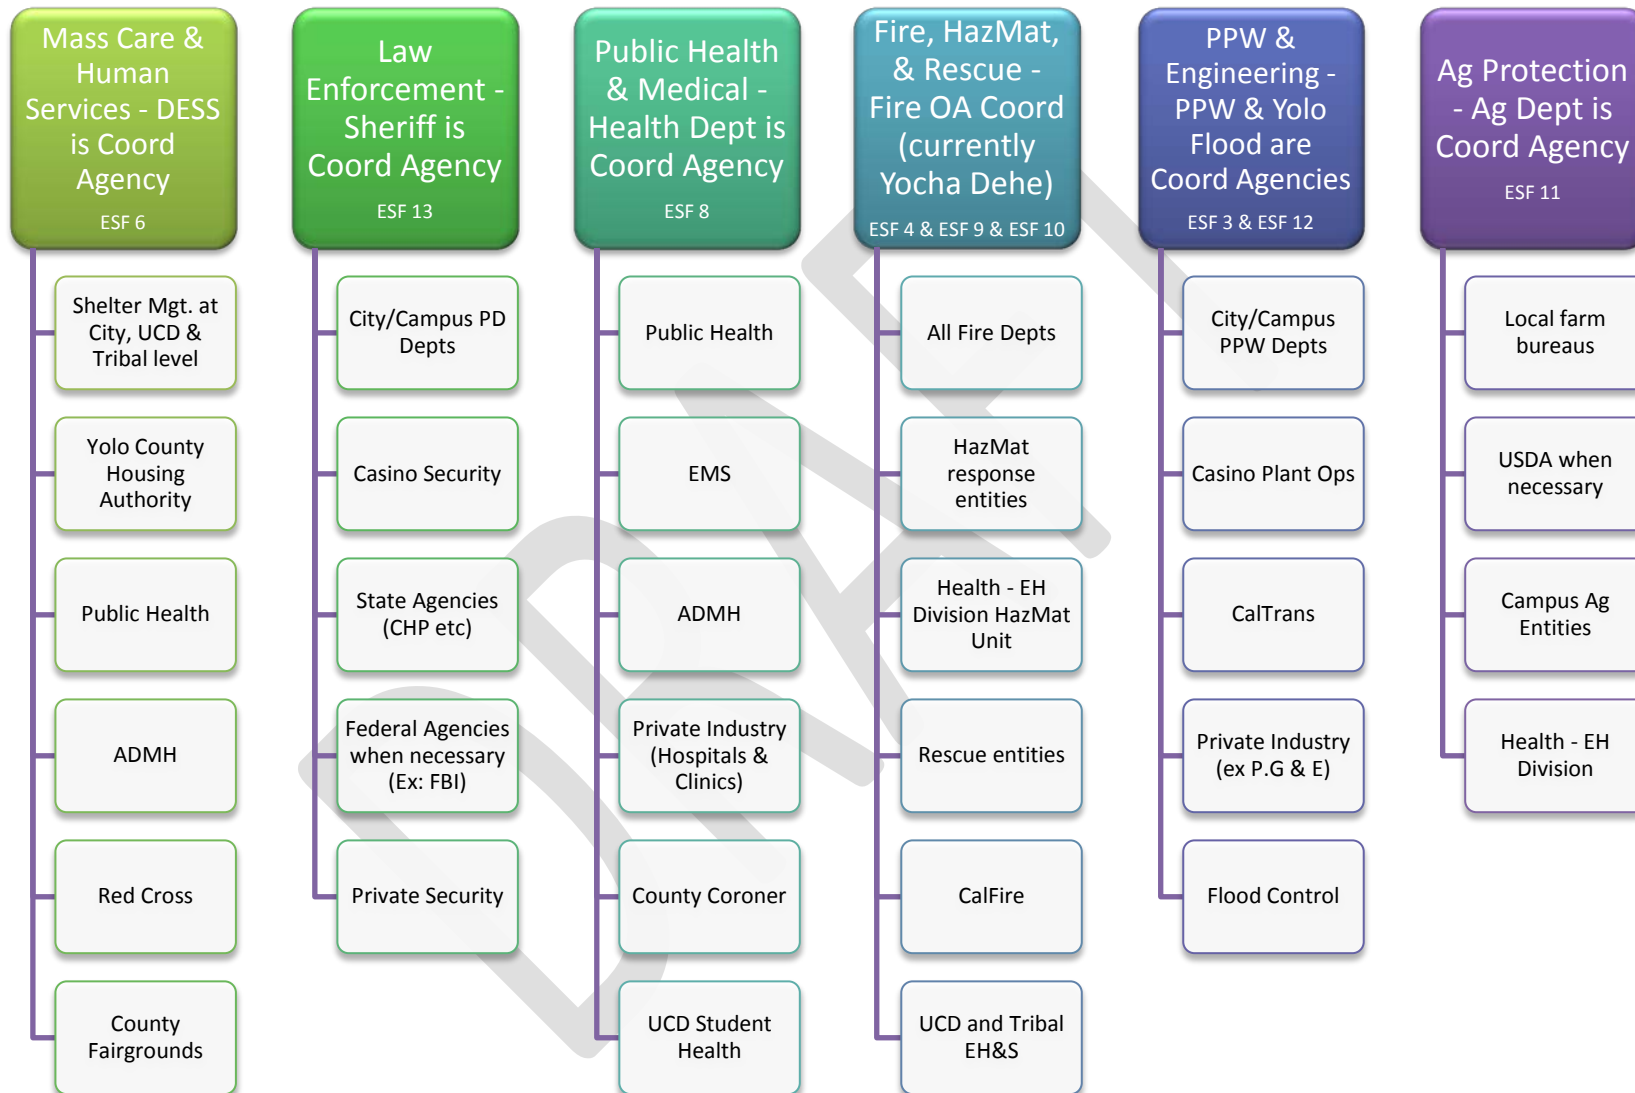 Mass Care &
Human
Services - DESS
is Coord
Agency
ESF 6
Shelter Mgt. at
City, UCD &
Tribal level
Yolo County
Housing
Authority
Public Health
ADMH
Red Cross
County
Fairgrounds
Law
Enforcement -
Sheriff is
Coord Agency
ESF 13
City/Campus PD
Depts
Casino Security
State Agencies
(CHP etc)
Federal Agencies
when necessary
(Ex: FBI)
Private Security
Public Health
& Medical -
Health Dept is
Coord Agency
ESF 8
Public Health
EMS
ADMH
Private Industry
(Hospitals &
Clinics)
County Coroner
UCD Student
Health
Fire, HazMat,
& Rescue -
Fire OA Coord
(currently
Yocha Dehe)
ESF 4 & ESF 9 & ESF 10
All Fire Depts
HazMat
response
entities
Health - EH
Division HazMat
Unit
Rescue entities
CalFire
UCD and Tribal
EH&S
PPW &
Engineering -
PPW & Yolo
Flood are
Coord Agencies
ESF 3 & ESF 12
City/Campus
PPW Depts
Casino Plant Ops
CalTrans
Private Industry
(ex P.G & E)
Flood Control
Ag Protection
- Ag Dept is
Coord Agency
ESF 11
Local farm
bureaus
USDA when
necessary
Campus Ag
Entities
Health - EH
Division
DRAFT